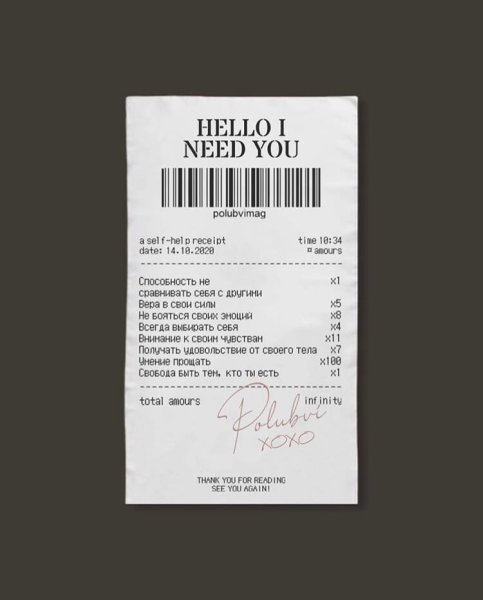 HELLO I
NEED YOU
polubvimag
a self-help receipt time 10:34
date: 14.10.2020 ¤ amours
Способность не x1
сравнивать себя с другини
Вера в свои силы x5
Не бояться своих эмоций x8
Всегда выбирать себя x4
Внимание к своим чувствам x11
Получать удовольствие от своего тела x7
Умение прощать x100
Свобода быть тем, кто ты есть x1
total amours infinity
Polubvi
XOXO
THANK YOU FOR READING
SEE YOU AGAIN!